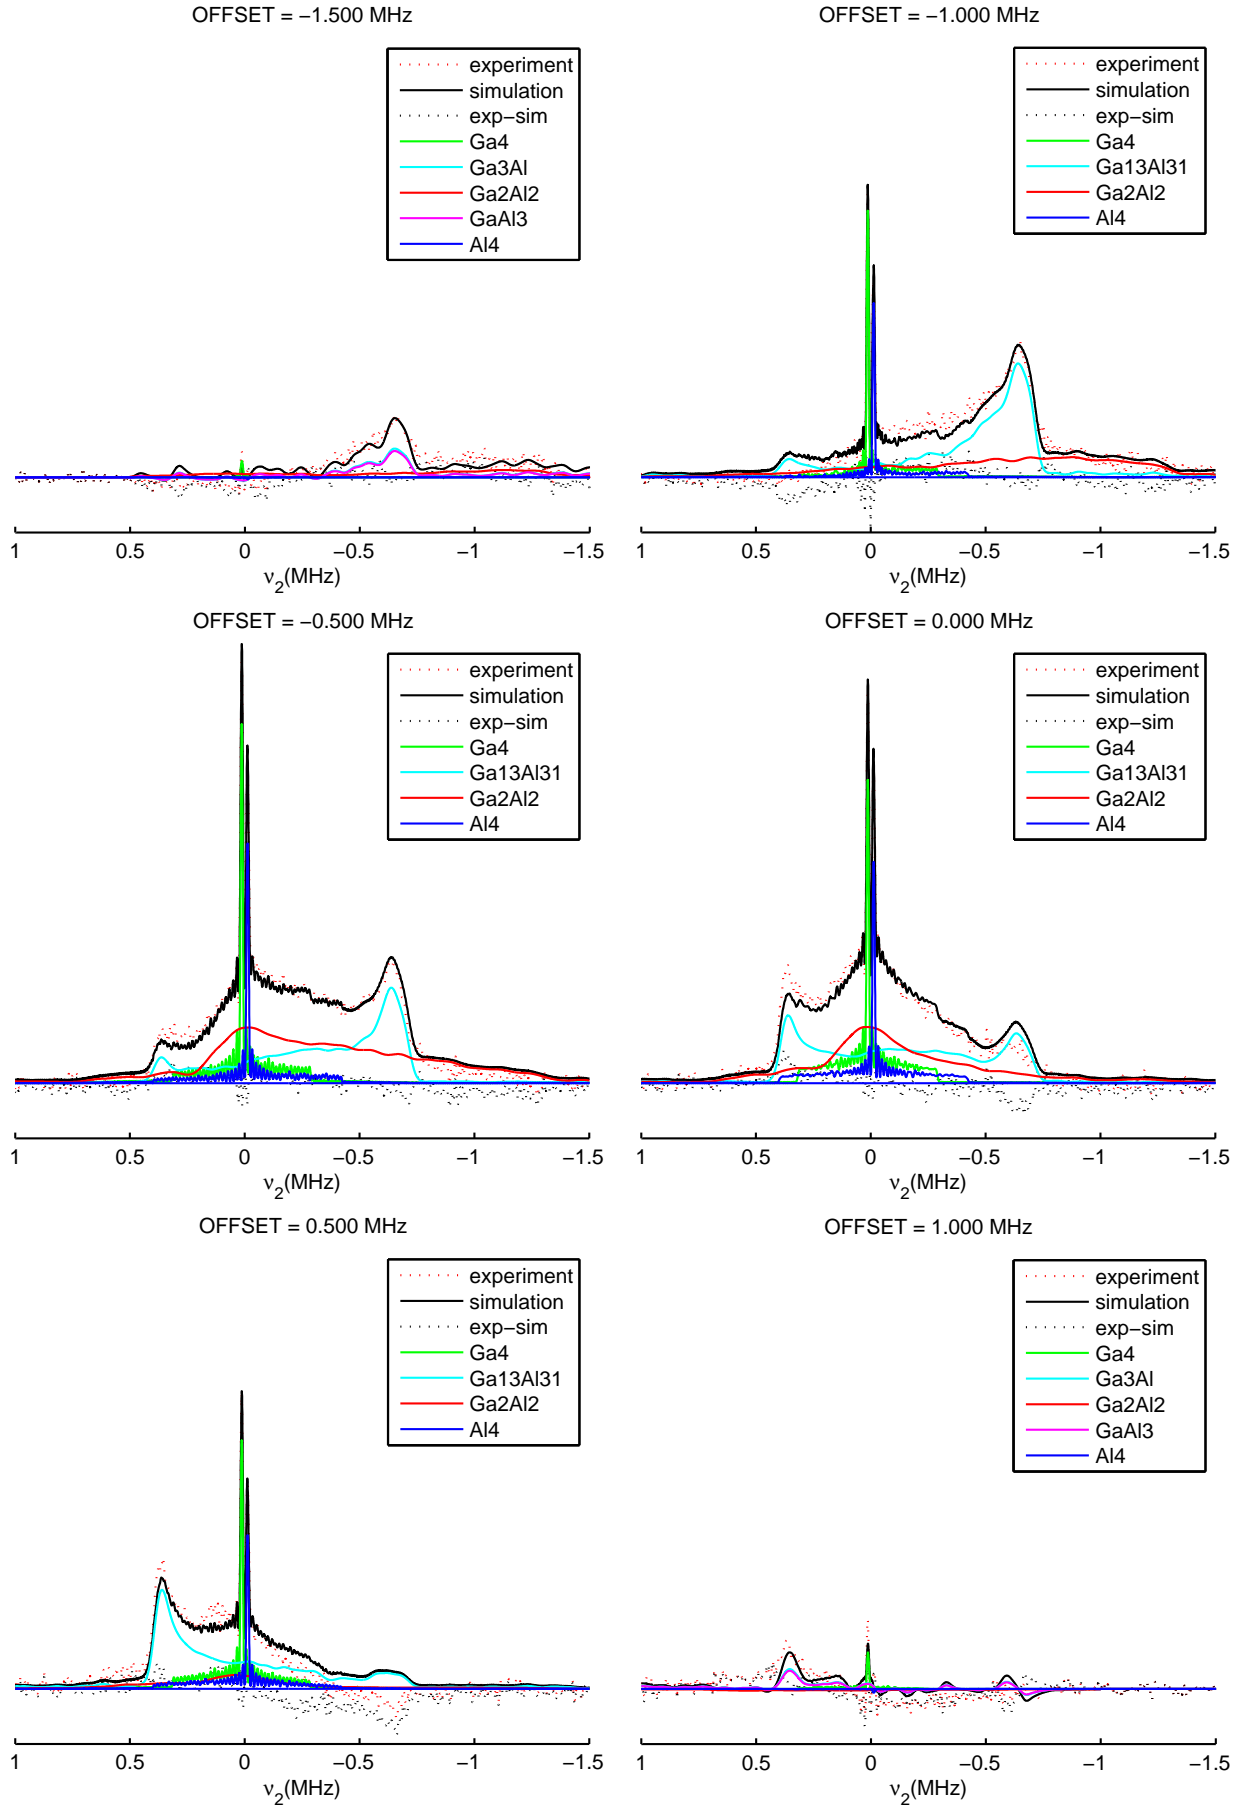 OFFSET = −1.500 MHz
experiment
simulation
exp−sim
Ga4
Ga3Al
Ga2Al2
GaAl3
Al4
1 0.5 0 −0.5 −1 −1.5
ν2(MHz)
OFFSET = −1.000 MHz
experiment
simulation
exp−sim
Ga4
Ga13Al31
Ga2Al2
Al4
1 0.5 0 −0.5 −1 −1.5
ν2(MHz)
OFFSET = −0.500 MHz
experiment
simulation
exp−sim
Ga4
Ga13Al31
Ga2Al2
Al4
1 0.5 0 −0.5 −1 −1.5
ν2(MHz)
OFFSET = 0.000 MHz
experiment
simulation
exp−sim
Ga4
Ga13Al31
Ga2Al2
Al4
1 0.5 0 −0.5 −1 −1.5
ν2(MHz)
OFFSET = 0.500 MHz
experiment
simulation
exp−sim
Ga4
Ga13Al31
Ga2Al2
Al4
1 0.5 0 −0.5 −1 −1.5
ν2(MHz)
OFFSET = 1.000 MHz
experiment
simulation
exp−sim
Ga4
Ga3Al
Ga2Al2
GaAl3
Al4
1 0.5 0 −0.5 −1 −1.5
ν2(MHz)